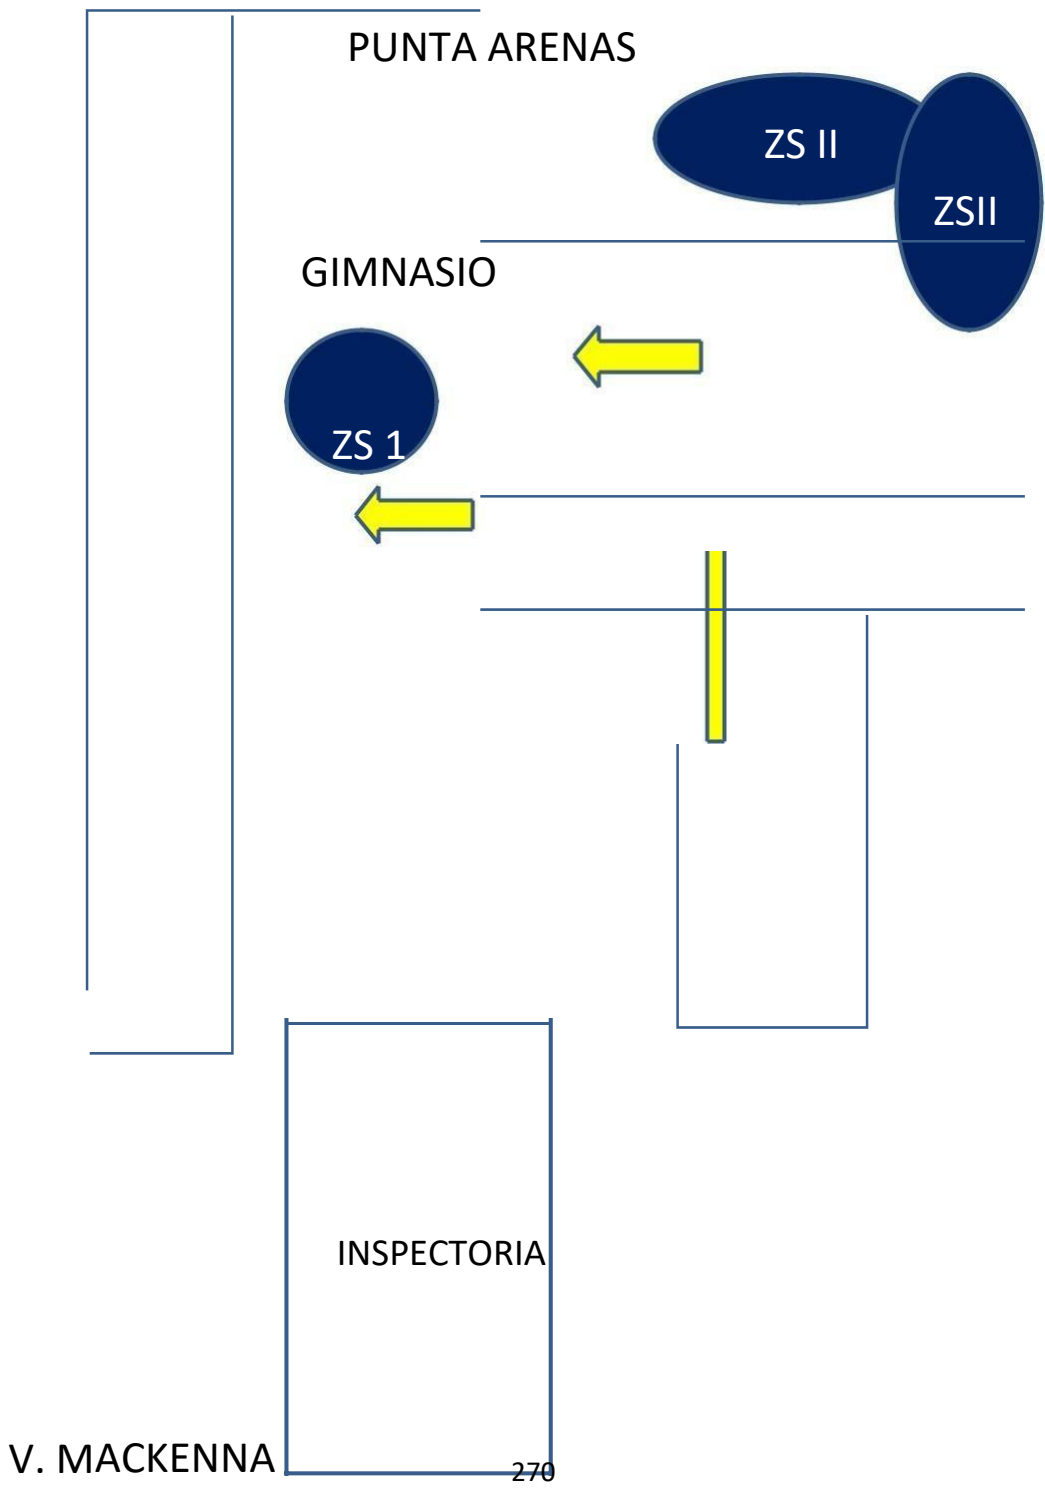 PUNTA ARENAS
ZS II
ZSII
GIMNASIO
ZS 1
INSPECTORIA
V. MACKENNA
270